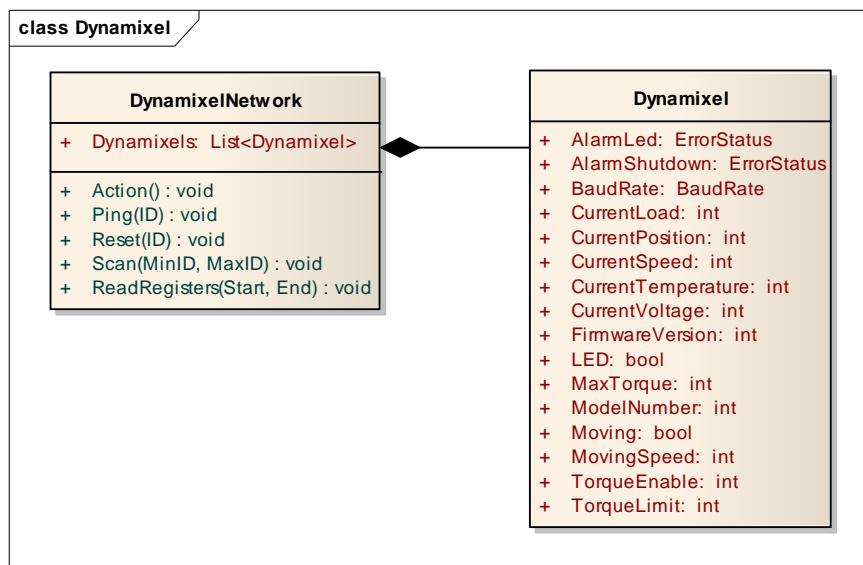 class Dynamixel
DynamixelNetwork
+ Dynamixels: List<Dynamixel>
+ Action() : void
+ Ping(ID) : void
+ Reset(ID) : void
+ Scan(MinID, MaxID) : void
+ ReadRegisters(Start, End) : void
Dynamixel
+ AlarmLed: ErrorStatus
+ AlarmShutdown: ErrorStatus
+ BaudRate: BaudRate
+ CurrentLoad: int
+ CurrentPosition: int
+ CurrentSpeed: int
+ CurrentTemperature: int
+ CurrentVoltage: int
+ FirmwareVersion: int
+ LED: bool
+ MaxTorque: int
+ ModelNumber: int
+ Moving: bool
+ MovingSpeed: int
+ TorqueEnable: int
+ TorqueLimit: int